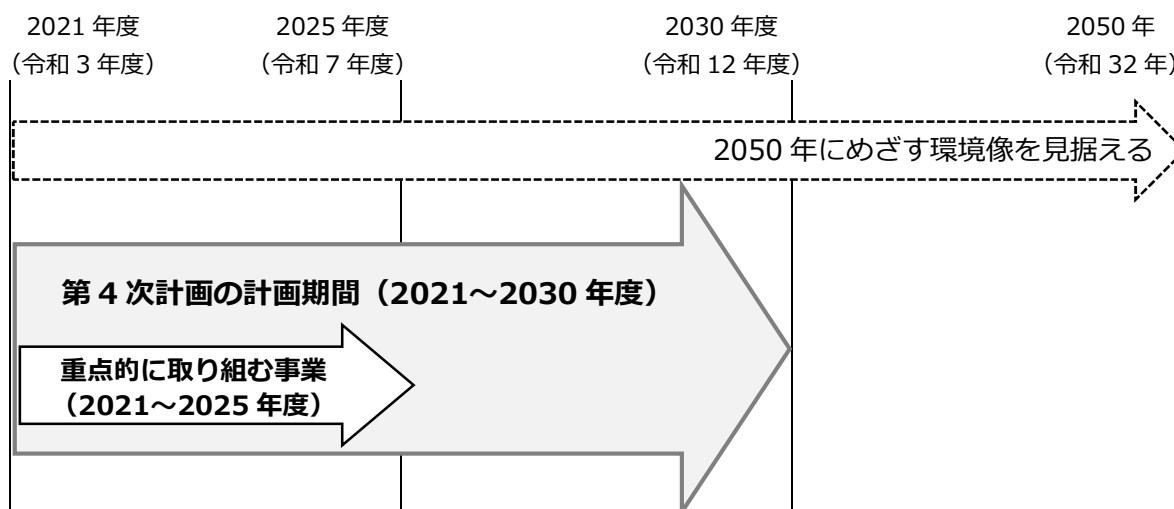 2021 年度 2025 年度 2030 年度 2050 年
（令和 3 年度） （令和 7 年度） （令和 12 年度） （令和 32 年）
2050 年にめざす環境像を見据える
第 4 次計画の計画期間（2021～2030 年度）
重点的に取り組む事業
（2021～2025 年度）